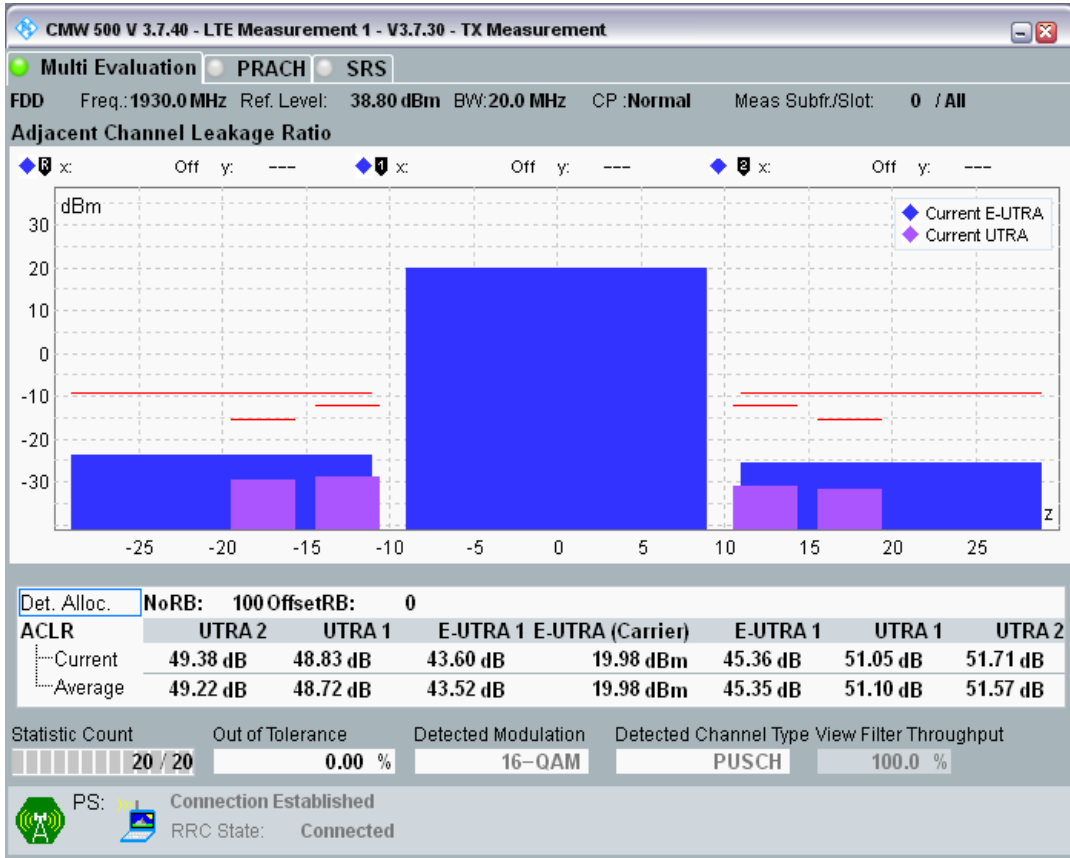 CMW 500 V 3.7.40 - LTE Measurement 1 - V3.7.30 - TX Measurement
Multi Evaluation PRACH SRS
FDD Freq.:1930.0 MHz Ref. Level: 38.80 dBm BW:20.0 MHz CP :Normal Meas Subfr./Slot: 0 / All
Adjacent Channel Leakage Ratio
R x: Off y: --- 1 x: Off y: --- 2 x: Off y: ---
dBm
Current E-UTRA
Current UTRA
30
20
10
0
-10
-20
-30
z
-25 -20 -15 -10 -5 0 5 10 15 20 25
Det. Alloc. NoRB: 100 OffsetRB: 0
ACLR UTRA 2 UTRA 1 E-UTRA 1 E-UTRA (Carrier) E-UTRA 1 UTRA 1 UTRA 2
Current 49.38 dB 48.83 dB 43.60 dB 19.98 dBm 45.36 dB 51.05 dB 51.71 dB
Average 49.22 dB 48.72 dB 43.52 dB 19.98 dBm 45.35 dB 51.10 dB 51.57 dB
Statistic Count Out of Tolerance Detected Modulation Detected Channel Type View Filter Throughput
20 / 20 0.00 % 16-QAM PUSCH 100.0 %
PS: Connection Established
RRC State: Connected